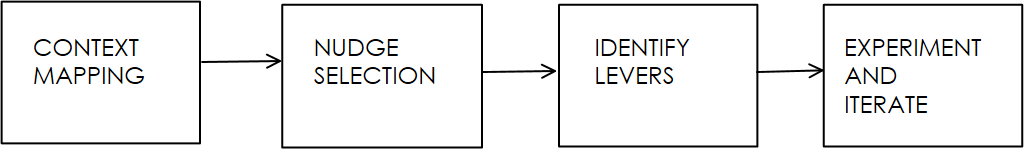 CONTEXT
MAPPING
NUDGE
SELECTION
IDENTIFY
LEVERS
EXPERIMENT
AND
ITERATE